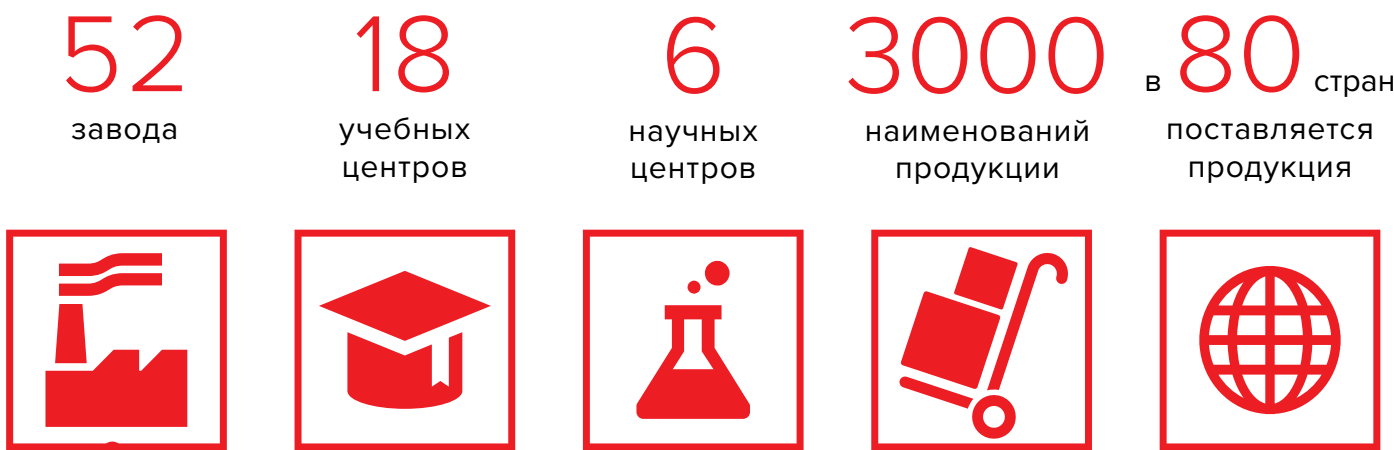 52
завода
18
учебных
центров
6
научных
центров
3000
наименований
продукции
в 80 стран
поставляется
продукция